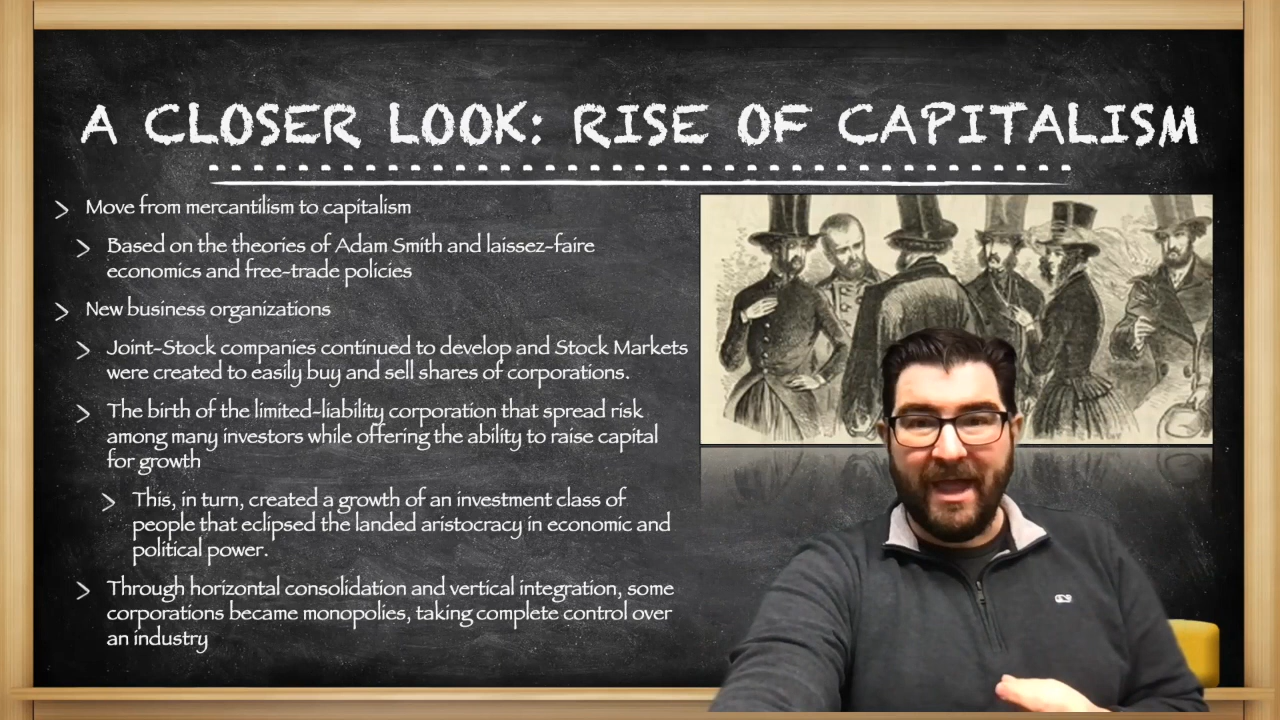 A CLOSER LOOK: RISE OF CAPITALISM
Move from mercantilism to capitalism
Based on the theories of Adam Smith and laissez-faire
economics and free-trade policies
New business organizations
Joint-Stock companies continued to develop and Stock Markets
were created to easily buy and sell shares of corporations.
The birth of the limited-liability corporation that spread risk
among many investors while offering the ability to raise capital
for growth
This, in turn, created a growth of an investment class of
people that eclipsed the landed aristocracy in economic and
political power.
Through horizontal consolidation and vertical integration, some
corporations became monopolies, taking complete control over
an industry